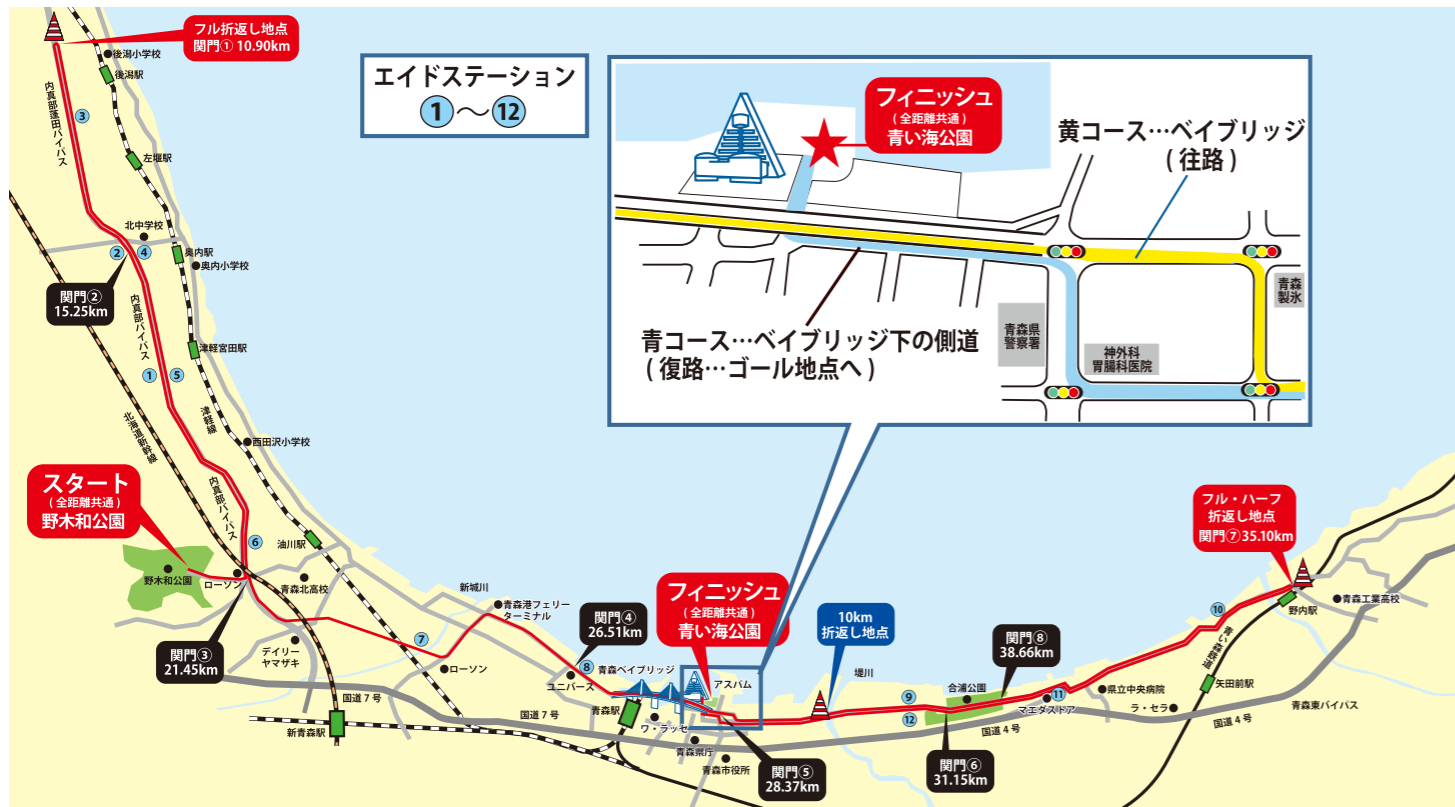 フル折返し地点
関門① 10.90km
後潟小学校
後潟駅
内真部蓬田バイパス
③
左堰駅
北中学校
②
④
奥内駅
奥内小学校
関門②
15.25km
内真部バイパス
①
⑤
津軽宮田駅
北海道新幹線
津軽線
西田沢小学校
内真部バイパス
スタート
(全距離共通)
野木和公園
⑥
油川駅
野木和公園
ローソン
青森北高校
関門③
21.45km
デイリー
ヤマザキ
新城川
青森港フェリー
ターミナル
⑦
ローソン
国道7号
新青森駅
関門④
26.51km
⑧
ユニバース
青森ベイブリッジ
国道7号
青森駅
ワ・ラッセ
フィニッシュ
(全距離共通)
青い海公園
アスパム
青森県庁
青森市役所
関門⑤
28.37km
10km
折返し地点
堤川
⑨
⑫
合浦公園
関門⑧
38.66km
関門⑥
31.15km
国道4号
マエダストア
⑪
県立中央病院
ラ・セラ
⑩
青い森鉄道
矢田前駅
国道4号
青森東バイパス
フル・ハーフ
折返し地点
関門⑦ 35.10km
野内駅
青森工業高校
エイドステーション
①～⑫
フィニッシュ
(全距離共通)
青い海公園
黄コース…ベイブリッジ
(往路)
青コース…ベイブリッジ下の側道
(復路…ゴール地点へ)
青森県
警察署
神外科
胃腸科医院
青森
製氷